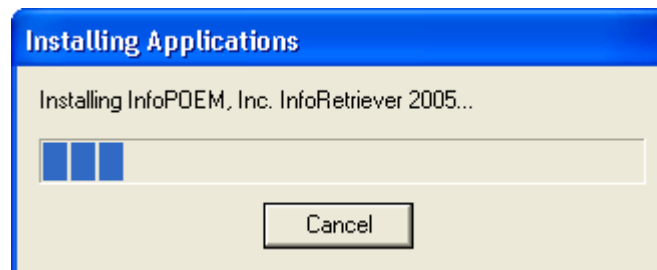 Installing Applications
Installing InfoPOEM, Inc. InfoRetriever 2005...
Cancel